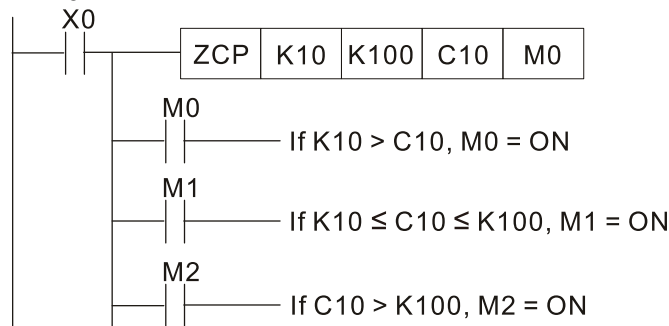 X0
ZCP K10 K100 C10 M0
M0
If K10 > C10, M0 = ON
M1
If K10 ≤ C10 ≤ K100, M1 = ON
M2
If C10 > K100, M2 = ON